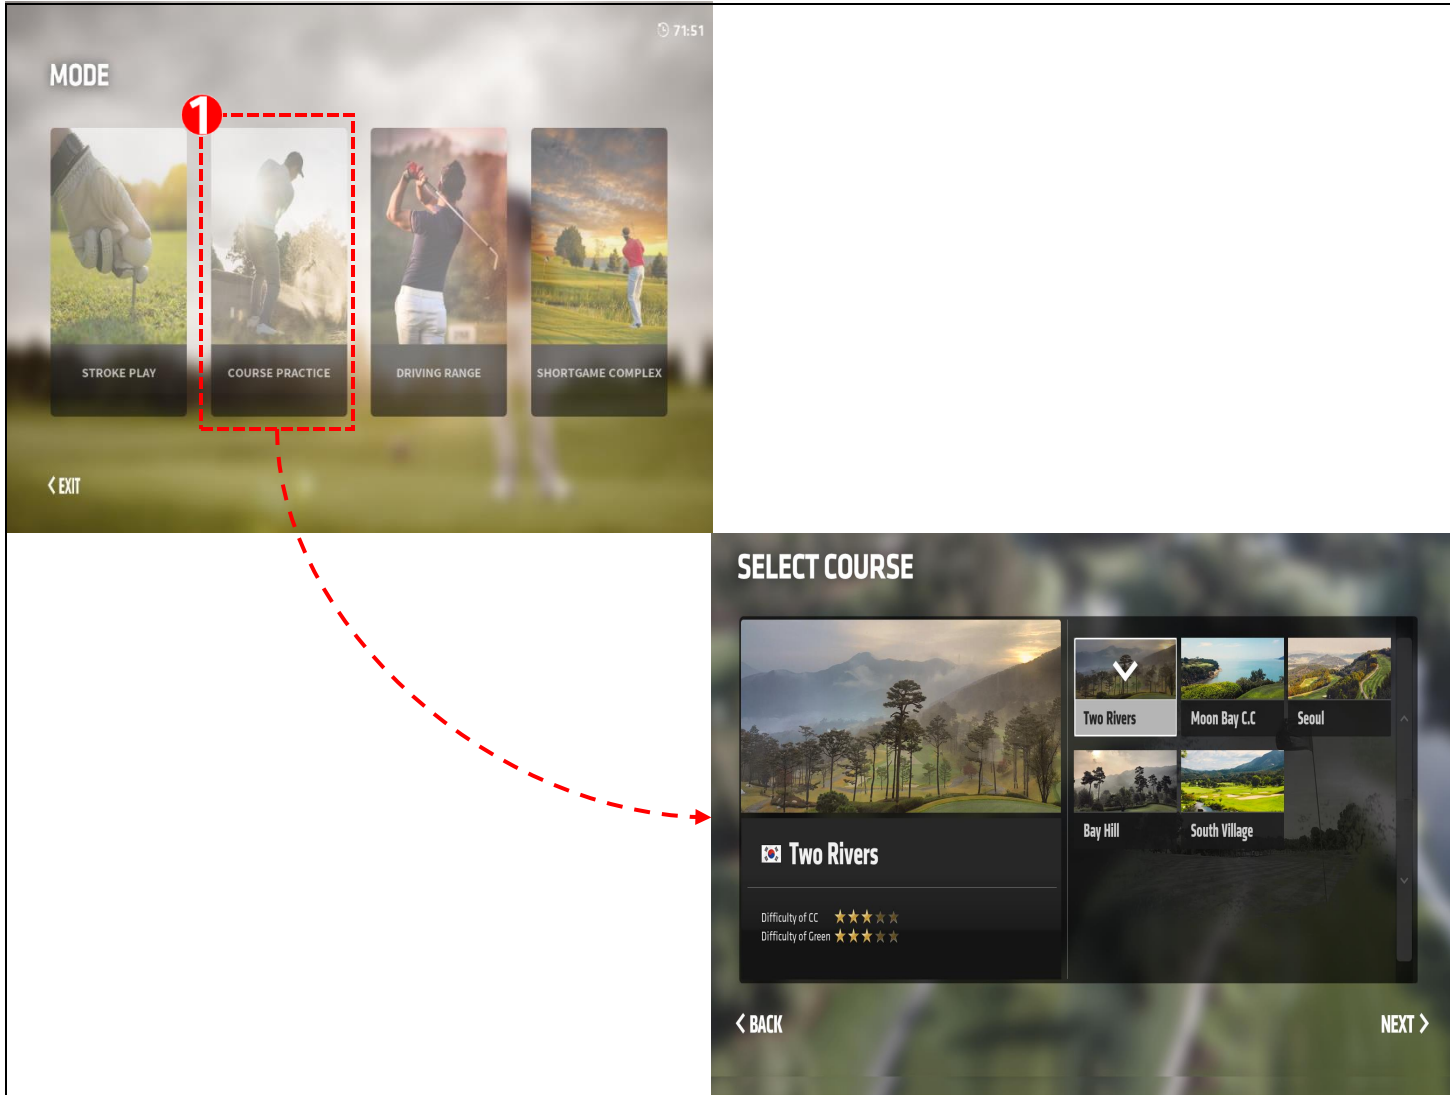 71:51
MODE
1
STROKE PLAY
COURSE PRACTICE
DRIVING RANGE
SHORTGAME COMPLEX
< EXIT
SELECT COURSE
Two Rivers
Moon Bay C.C
Seoul
Bay Hill
South Village
Two Rivers
Difficulty of CC
Difficulty of Green
< BACK
NEXT >